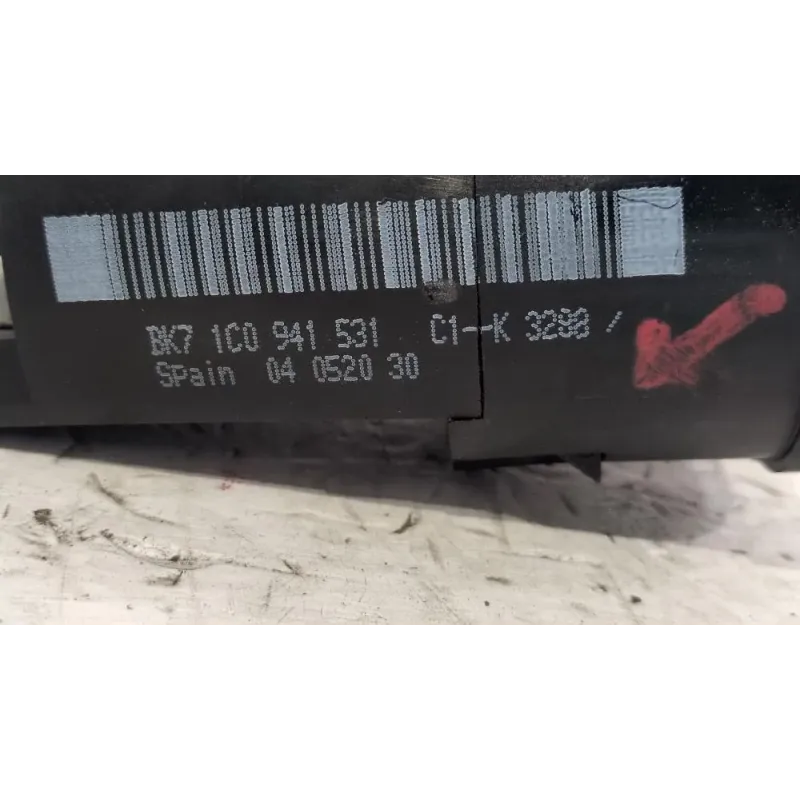 BK7 1C0 941 531 C1--K 3288 /
Spain 04 0520 30